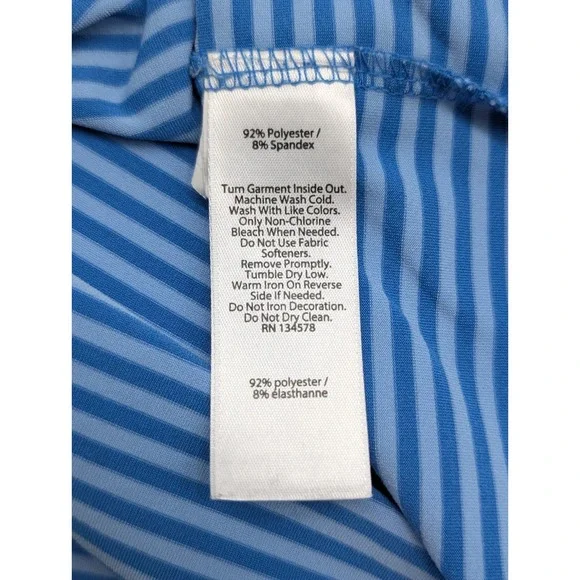 92% Polyester /
8% Spandex
Turn Garment Inside Out.
Machine Wash Cold.
Wash With Like Colors.
Only Non-Chlorine
Bleach When Needed.
Do Not Use Fabric
Softeners.
Remove Promptly.
Tumble Dry Low.
Warm Iron On Reverse
Side If Needed.
Do Not Iron Decoration.
Do Not Dry Clean.
RN 134578
92% polyester /
8% élasthanne